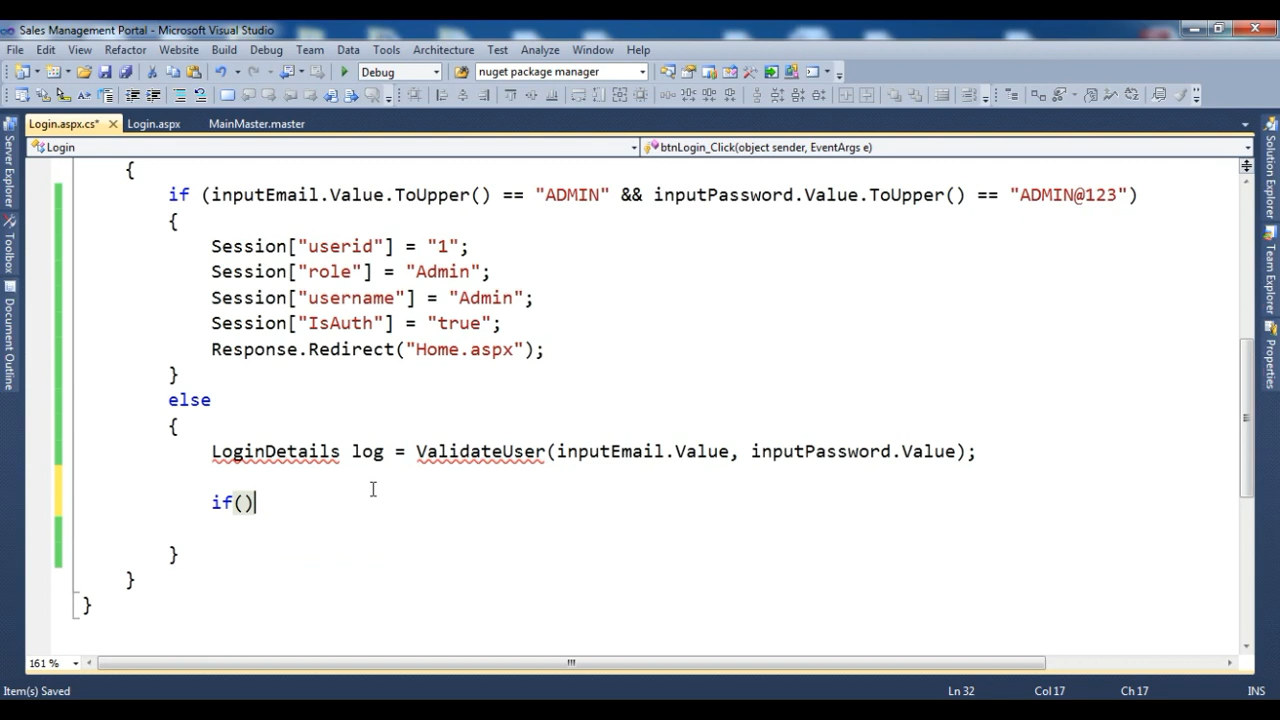 Sales Management Portal - Microsoft Visual Studio
File Edit View Refactor Website Build Debug Team Data Tools Architecture Test Analyze Window Help
Debug nuget package manager
Login.aspx.cs* Login.aspx MainMaster.master
Login btnLogin_Click(object sender, EventArgs e)
{
if (inputEmail.Value.ToUpper() == "ADMIN" && inputPassword.Value.ToUpper() == "ADMIN@123")
{
Session["userid"] = "1";
Session["role"] = "Admin";
Session["username"] = "Admin";
Session["IsAuth"] = "true";
Response.Redirect("Home.aspx");
}
else
{
LoginDetails log = ValidateUser(inputEmail.Value, inputPassword.Value);
if()
}
}
}
161 %
Item(s) Saved Ln 32 Col 17 Ch 17 INS
Server Explorer
Toolbox
Document Outline
Solution Explorer
Team Explorer
Properties